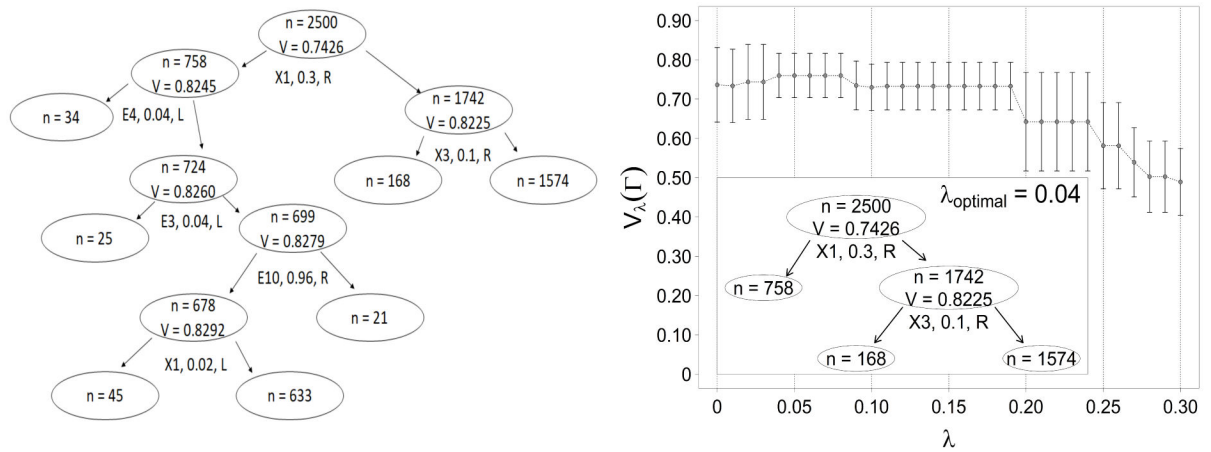 n = 2500
V = 0.7426
X1, 0.3, R
n = 758
V = 0.8245
E4, 0.04, L
n = 34
n = 1742
V = 0.8225
X3, 0.1, R
n = 168
n = 1574
n = 724
V = 0.8260
E3, 0.04, L
n = 25
n = 699
V = 0.8279
E10, 0.96, R
n = 678
V = 0.8292
n = 21
X1, 0.02, L
n = 45
n = 633
0.90
0.80
0.70
0.60
0.50
0.40
0.30
0.20
0.10
0
V_λ(Γ)
λ_optimal = 0.04
n = 2500
V = 0.7426
X1, 0.3, R
n = 758
n = 1742
V = 0.8225
X3, 0.1, R
n = 168
n = 1574
0
0.05
0.10
0.15
0.20
0.25
0.30
λ